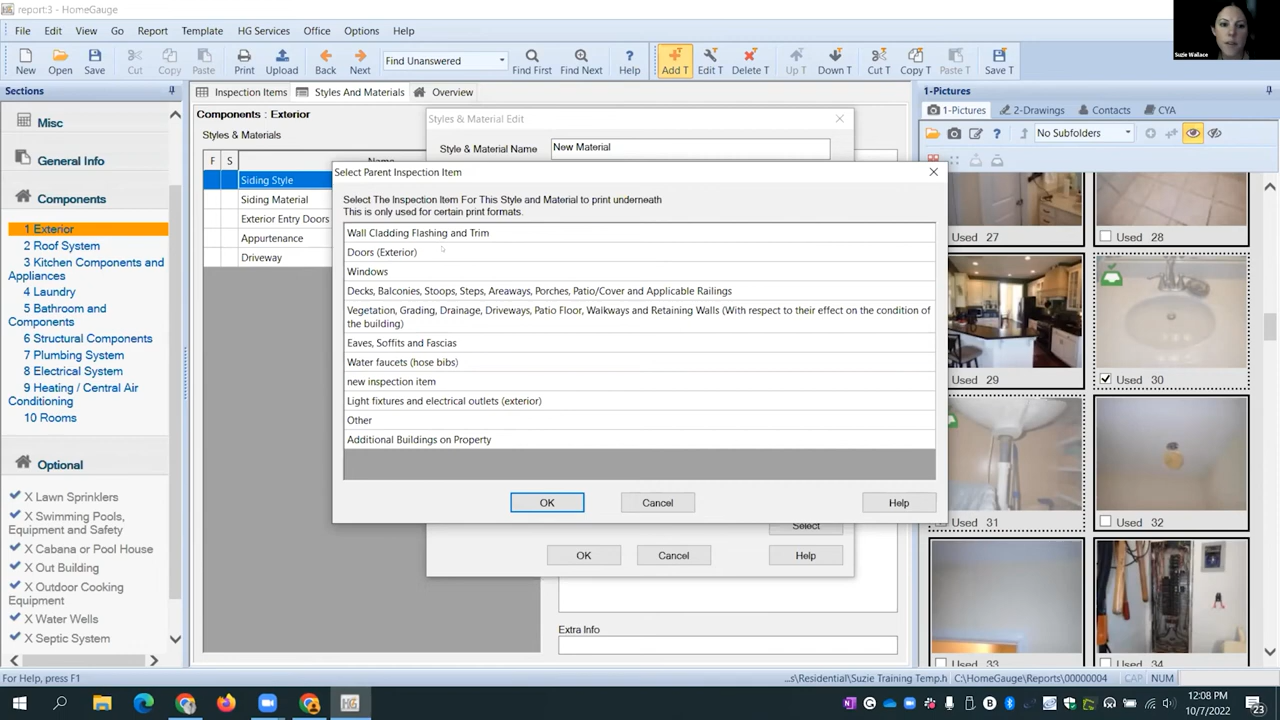 report:3 - HomeGauge
Suzie Wallace
File Edit View Go Report Template HG Services Office Options Help
New Open Save Cut Copy Paste Print Upload Back Next Find Unanswered Find First Find Next Help Add T Edit T Delete T Up T Down T Cut T Copy T Paste T Save T
Sections
Misc
General Info
Components
1 Exterior
2 Roof System
3 Kitchen Components and
Appliances
4 Laundry
5 Bathroom and
Components
6 Structural Components
7 Plumbing System
8 Electrical System
9 Heating / Central Air
Conditioning
10 Rooms
Optional
X Lawn Sprinklers
X Swimming Pools,
Equipment and Safety
X Cabana or Pool House
X Out Building
X Outdoor Cooking
Equipment
X Water Wells
X Septic System
Inspection Items Styles And Materials Overview
Components : Exterior
Styles & Materials
F S Name
Siding Style
Siding Material
Exterior Entry Doors
Appurtenance
Driveway
Styles & Material Edit
Style & Material Name New Material
Select Parent Inspection Item
Select The Inspection Item For This Style and Material to print underneath
This is only used for certain print formats.
Wall Cladding Flashing and Trim
Doors (Exterior)
Windows
Decks, Balconies, Stoops, Steps, Areaways, Porches, Patio/Cover and Applicable Railings
Vegetation, Grading, Drainage, Driveways, Patio Floor, Walkways and Retaining Walls (With respect to their effect on the condition of
the building)
Eaves, Soffits and Fascias
Water faucets (hose bibs)
new inspection item
Light fixtures and electrical outlets (exterior)
Other
Additional Buildings on Property
OK Cancel Help
Select
OK Cancel Help
Extra Info
1-Pictures
1-Pictures 2-Drawings Contacts CYA
No Subfolders
Used 27 Used 28
Used 29 Used 30
Used 31 Used 32
Used 33 Used 34
For Help, press F1
...s\Residential\Suzie Training Temp.h C:\HomeGauge\Reports\00000004 CAP NUM
12:08 PM
10/7/2022
23